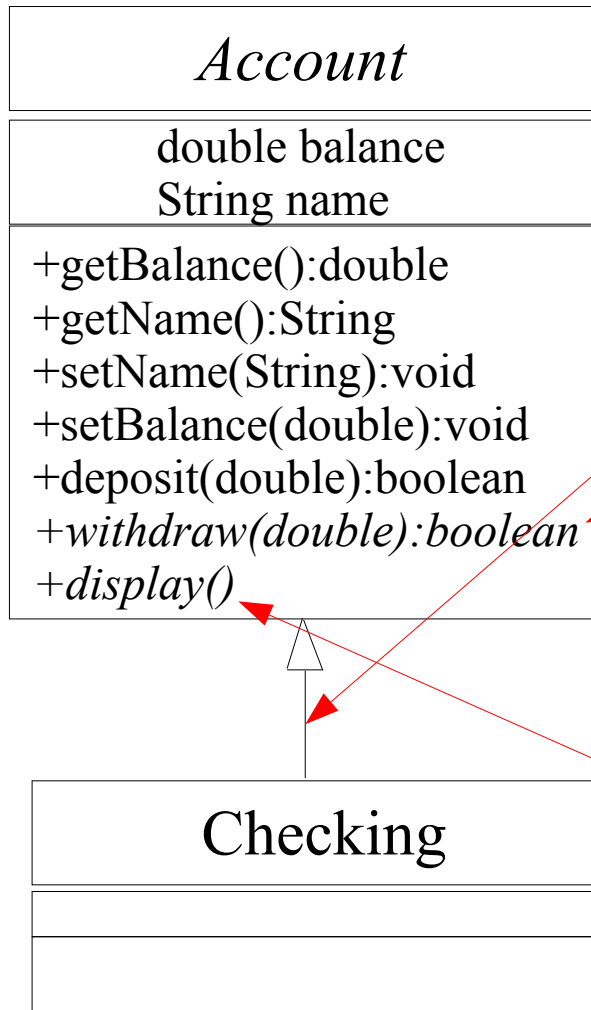 Account
double balance
String name
+getBalance():double
+getName():String
+setName(String):void
+setBalance(double):void
+deposit(double):boolean
+withdraw(double):boolean
+display()
Checking